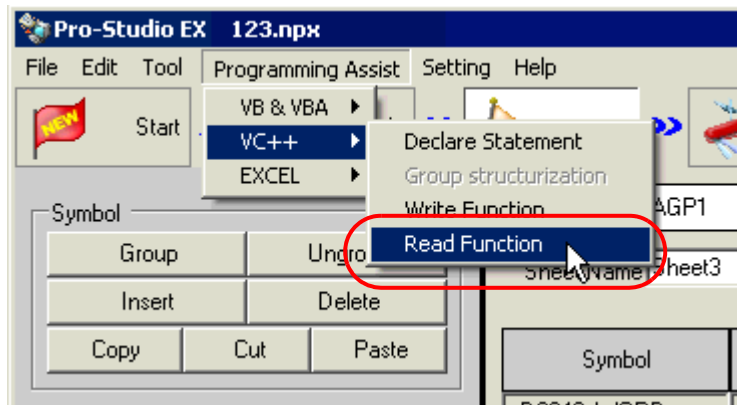 Pro-Studio EX 123.npx
File Edit Tool Programming Assist Setting Help
NEW
Start
VB & VBA
VC++
EXCEL
Declare Statement
Group structurization
Write Function
Read Function
AGP1
Sheet Name Sheet3
Symbol
Group
Insert Delete
Copy Cut Paste
Symbol